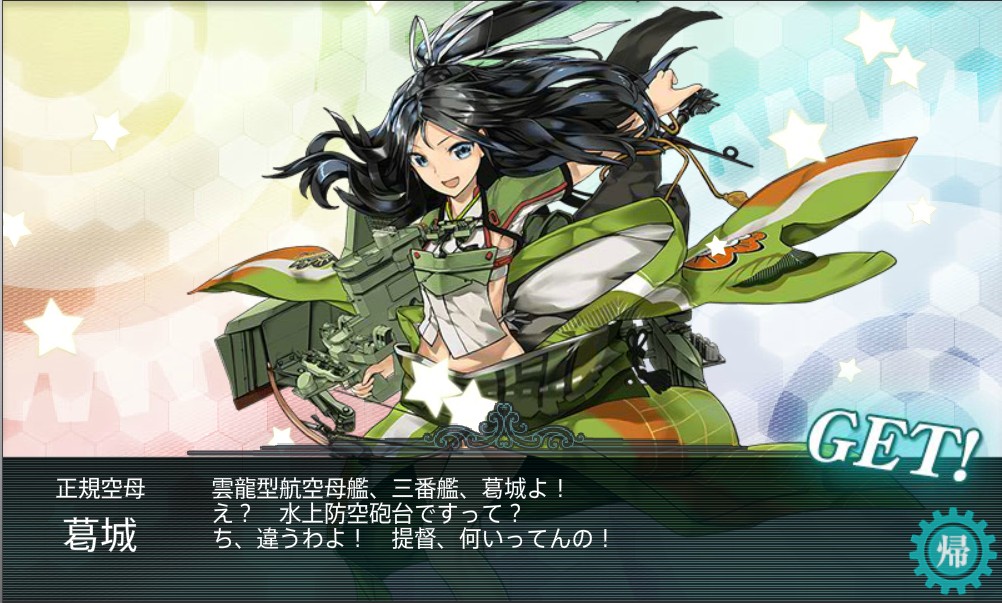 GET!
正規空母
葛城
雲龍型航空母艦、三番艦、葛城よ！
え？　水上防空砲台ですって？
ち、違うわよ！　提督、何いってんの！
帰